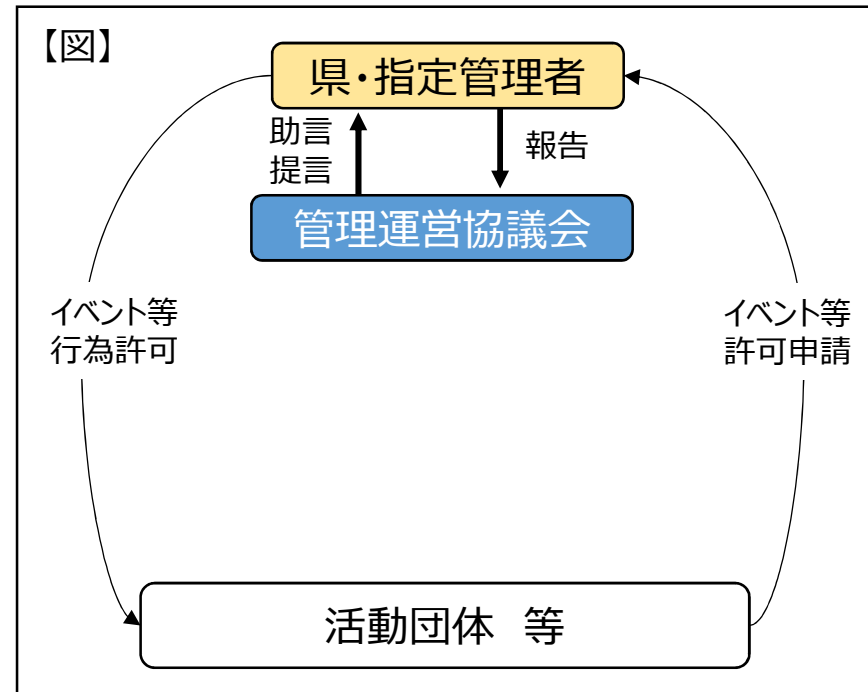 【図】
県・指定管理者
助言
提言
報告
管理運営協議会
イベント等
行為許可
イベント等
許可申請
活動団体 等